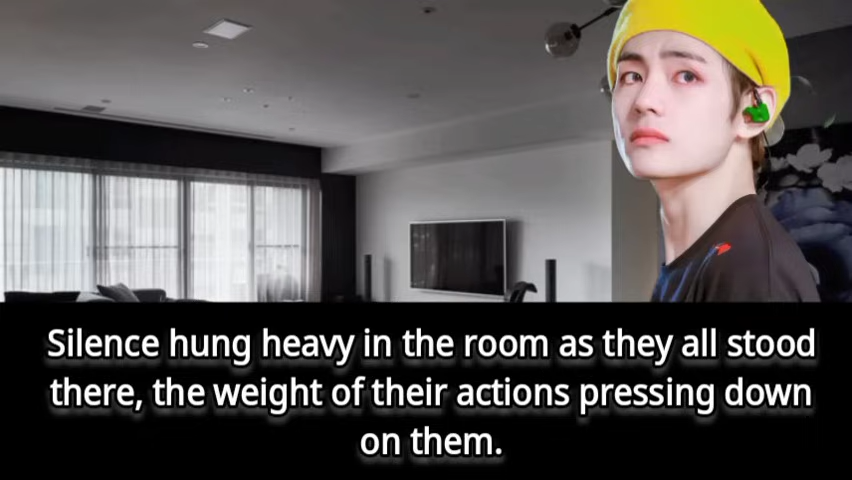 Silence hung heavy in the room as they all stood
there, the weight of their actions pressing down
on them.